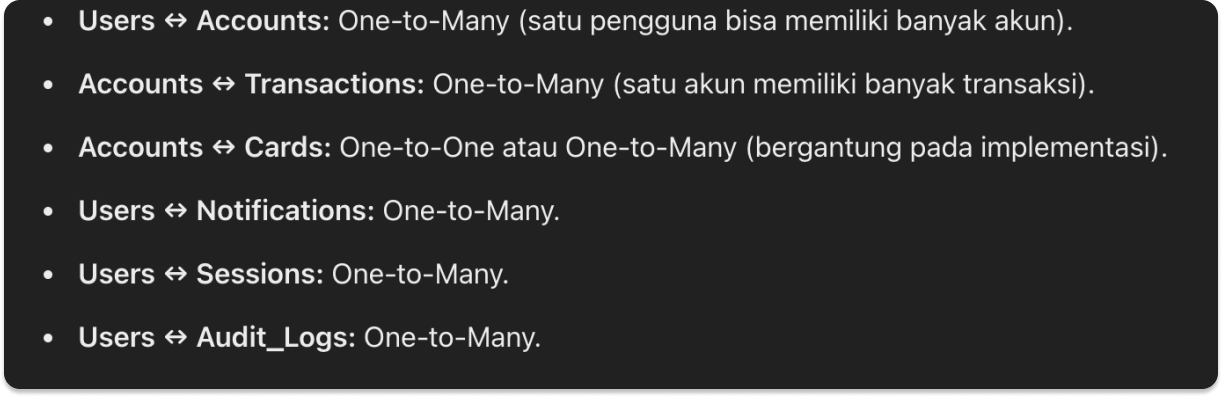 • Users ↔ Accounts: One-to-Many (satu pengguna bisa memiliki banyak akun).
• Accounts ↔ Transactions: One-to-Many (satu akun memiliki banyak transaksi).
• Accounts ↔ Cards: One-to-One atau One-to-Many (bergantung pada implementasi).
• Users ↔ Notifications: One-to-Many.
• Users ↔ Sessions: One-to-Many.
• Users ↔ Audit_Logs: One-to-Many.